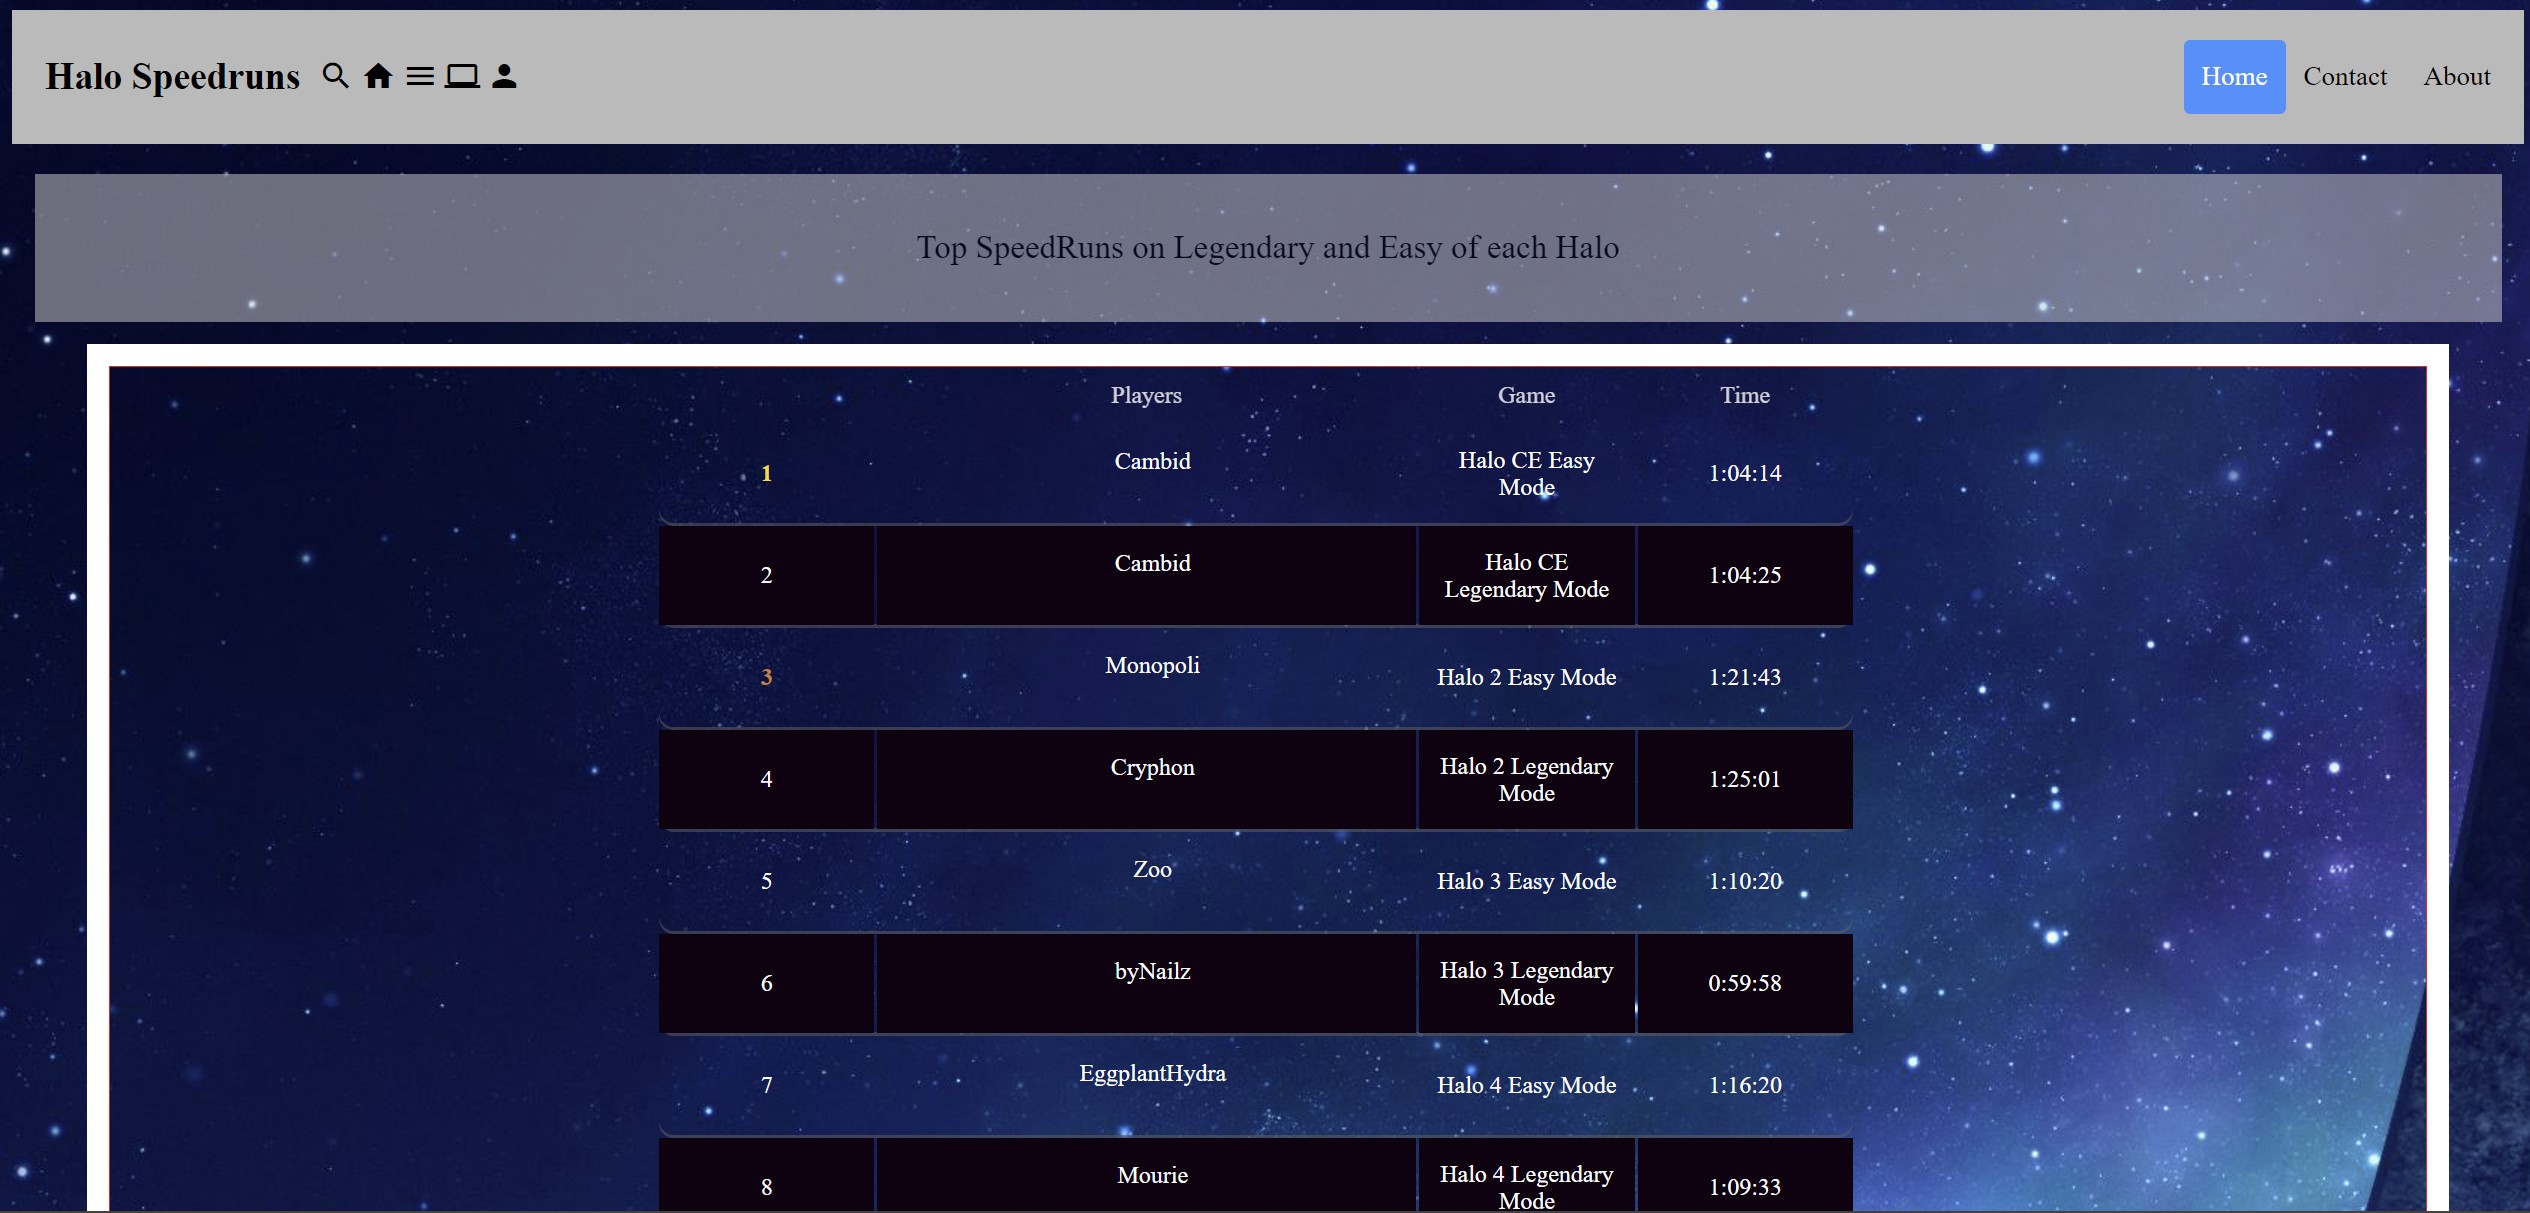 Halo Speedruns
Home Contact About
Top SpeedRuns on Legendary and Easy of each Halo
Players Game Time
1 Cambid Halo CE Easy Mode 1:04:14
2 Cambid Halo CE Legendary Mode 1:04:25
3 Monopoli Halo 2 Easy Mode 1:21:43
4 Cryphon Halo 2 Legendary Mode 1:25:01
5 Zoo Halo 3 Easy Mode 1:10:20
6 byNailz Halo 3 Legendary Mode 0:59:58
7 EggplantHydra Halo 4 Easy Mode 1:16:20
8 Mourie Halo 4 Legendary Mode 1:09:33